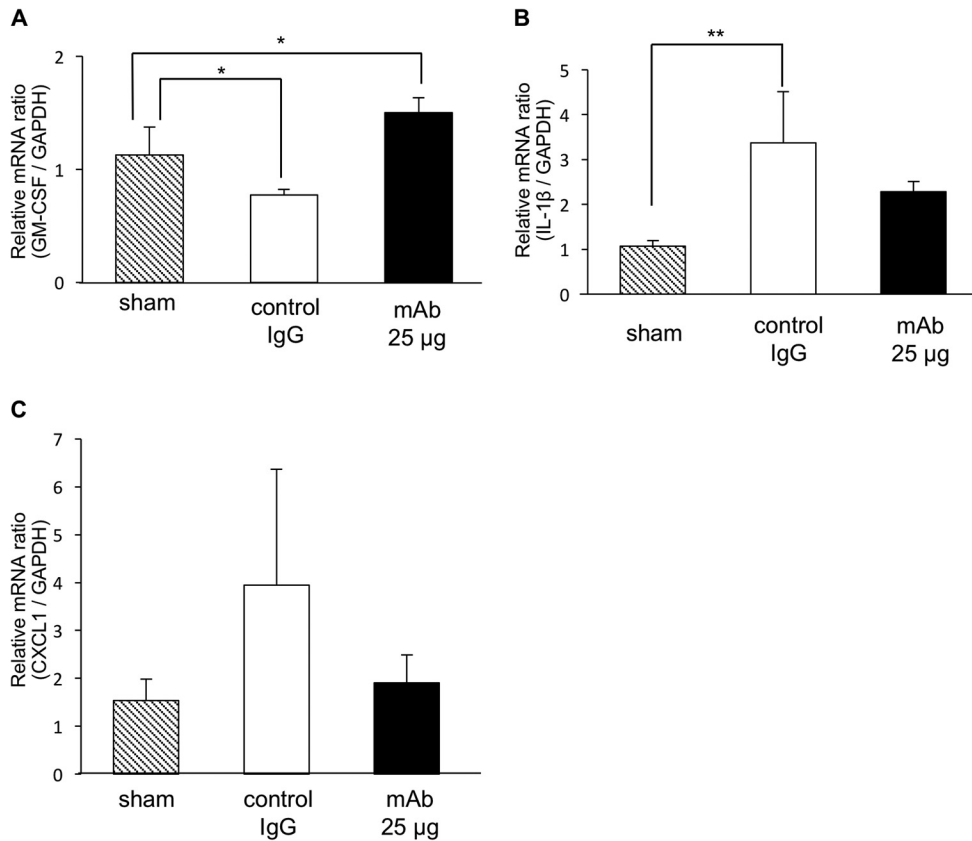 A
*
*
2
1
0
Relative mRNA ratio
(GM-CSF / GAPDH)
sham
control
IgG
mAb
25 µg
B
**
5
4
3
2
1
0
Relative mRNA ratio
(IL-1β / GAPDH)
sham
control
IgG
mAb
25 µg
C
7
6
5
4
3
2
1
0
Relative mRNA ratio
(CXCL1 / GAPDH)
sham
control
IgG
mAb
25 µg